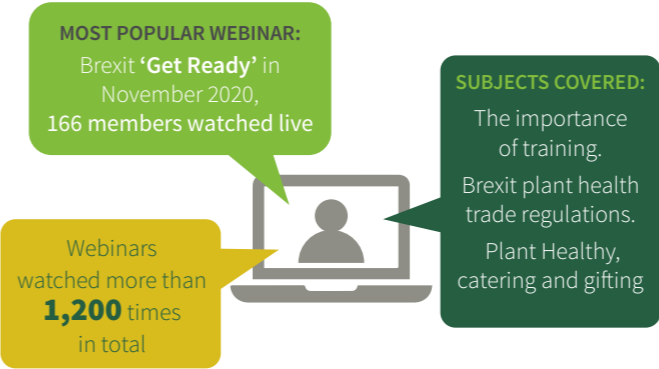 MOST POPULAR WEBINAR:
Brexit ‘Get Ready’ in
November 2020,
166 members watched live
SUBJECTS COVERED:
The importance
of training.
Brexit plant health
trade regulations.
Plant Healthy,
catering and gifting
Webinars
watched more than
1,200 times
in total